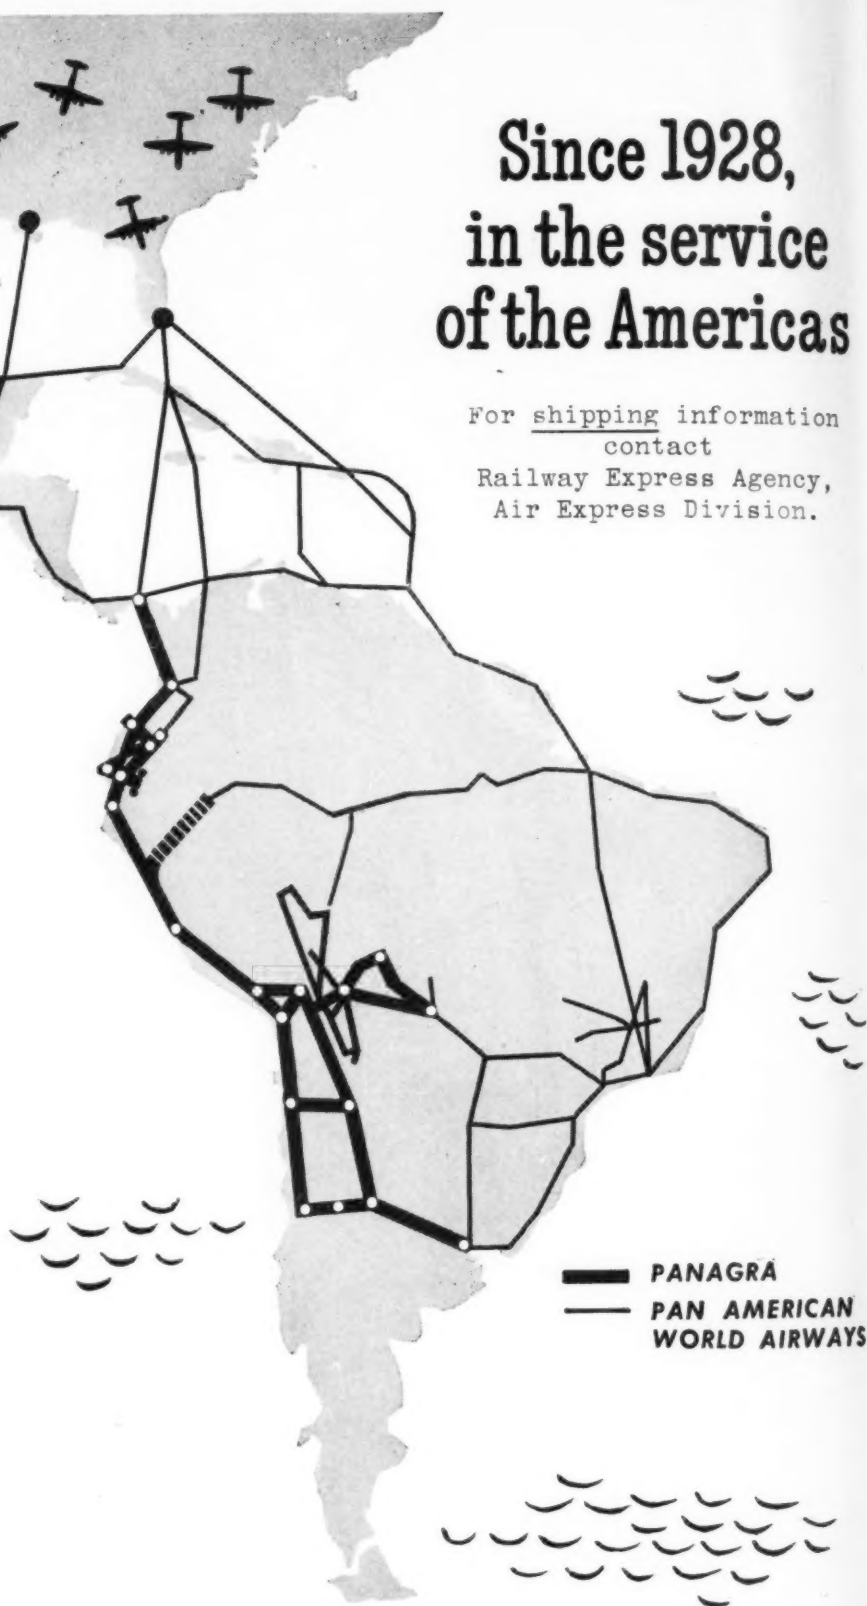 Since 1928,
in the service
of the Americas
For shipping information
contact
Railway Express Agency,
Air Express Division.
PANAGRA
PAN AMERICAN
WORLD AIRWAYS